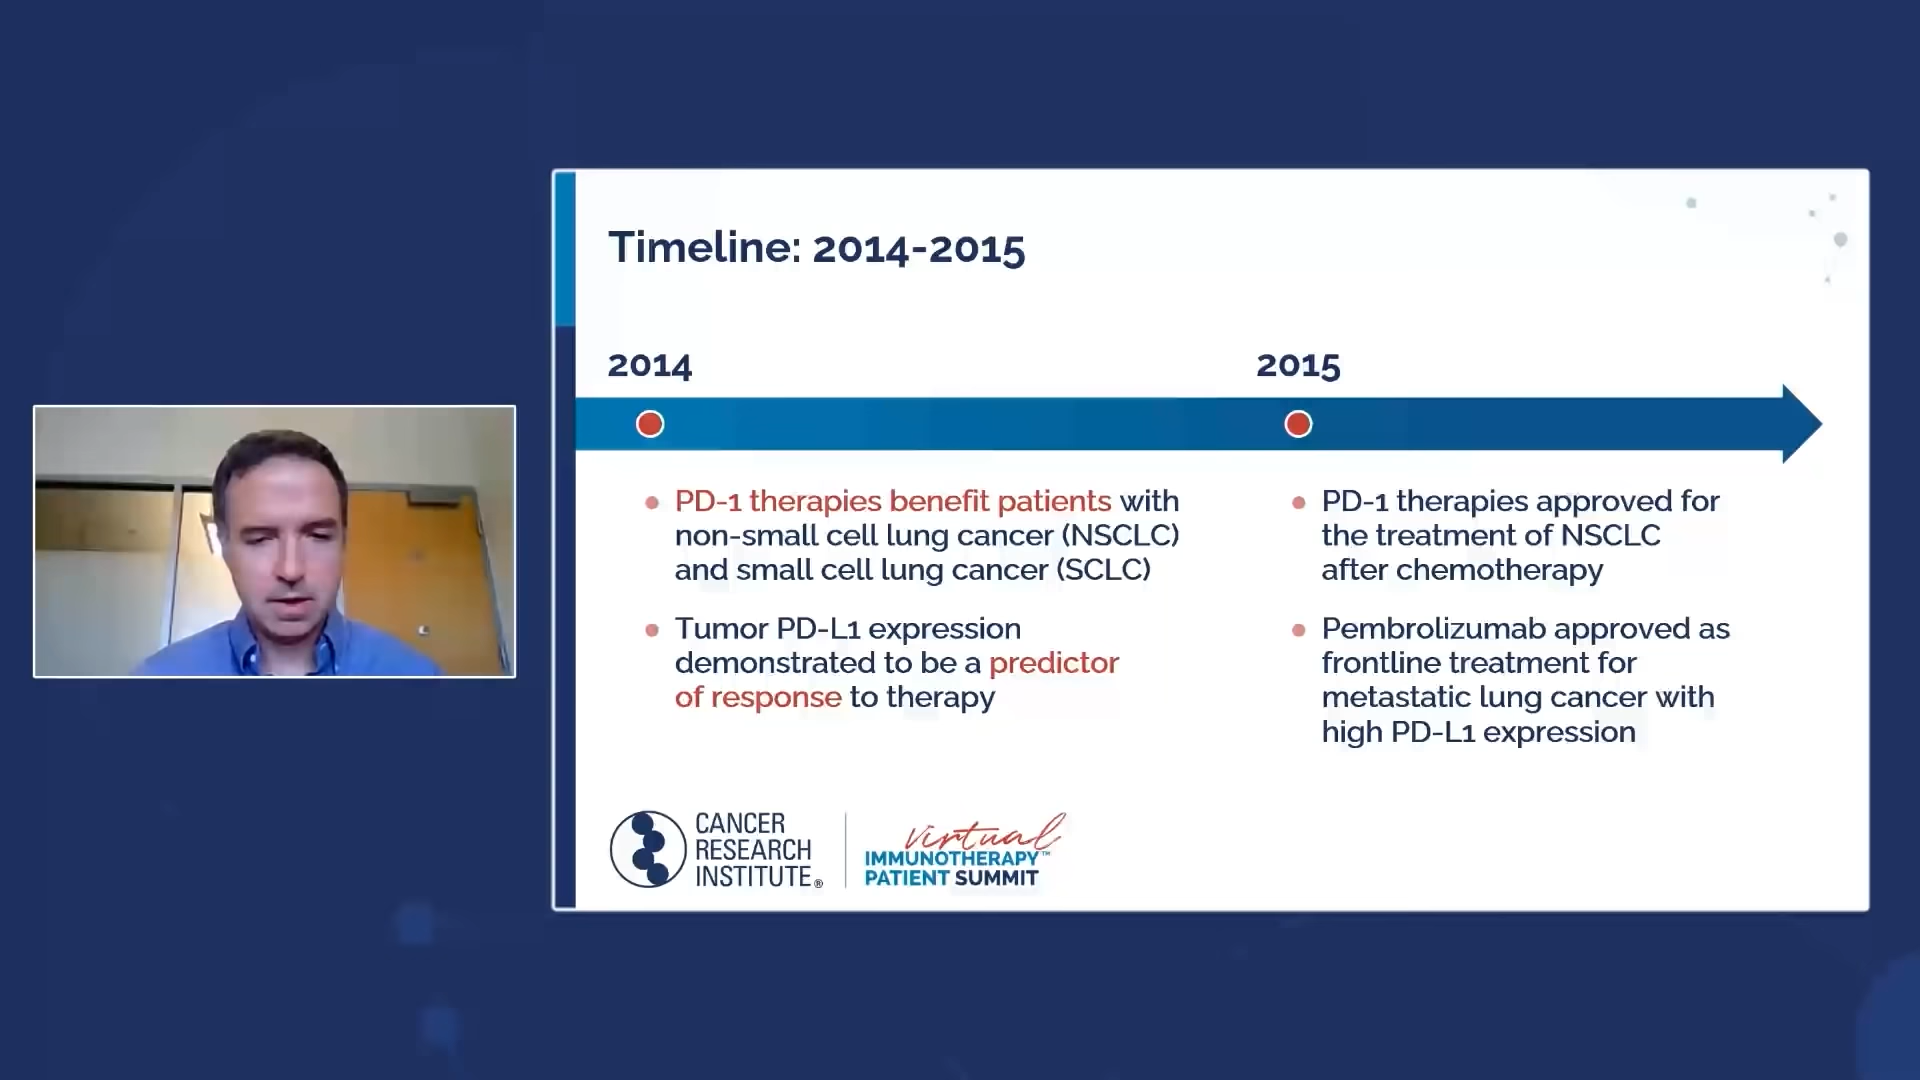 Timeline: 2014-2015
2014
PD-1 therapies benefit patients with
non-small cell lung cancer (NSCLC)
and small cell lung cancer (SCLC)
Tumor PD-L1 expression
demonstrated to be a predictor
of response to therapy
2015
PD-1 therapies approved for
the treatment of NSCLC
after chemotherapy
Pembrolizumab approved as
frontline treatment for
metastatic lung cancer with
high PD-L1 expression
CANCER
RESEARCH
INSTITUTE®
virtual
IMMUNOTHERAPY™
PATIENT SUMMIT